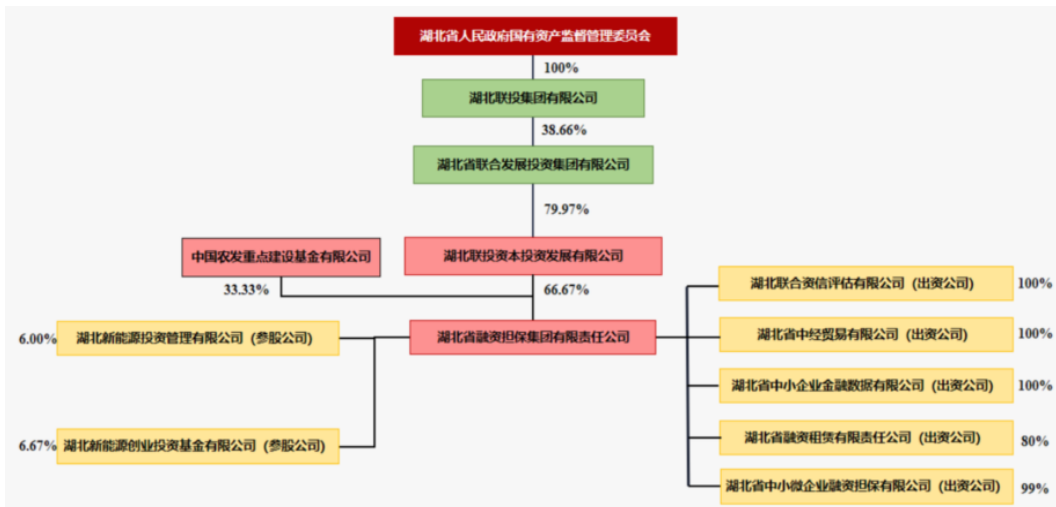 湖北省人民政府国有资产监督管理委员会
100%
湖北联投集团有限公司
38.66%
湖北省联合发展投资集团有限公司
79.97%
中国农发重点建设基金有限公司
湖北联投资本投资发展有限公司
33.33%
66.67%
湖北联合资信评估有限公司（出资公司）
100%
6.00%
湖北新能源投资管理有限公司（参股公司）
湖北省融资担保集团有限责任公司
湖北省中经贸易有限公司（出资公司）
100%
湖北省中小企业金融数据有限公司（出资公司）
100%
6.67%
湖北新能源创业投资基金有限公司（参股公司）
湖北省融资租赁有限责任公司（出资公司）
80%
湖北省中小微企业融资担保有限公司（出资公司）
99%